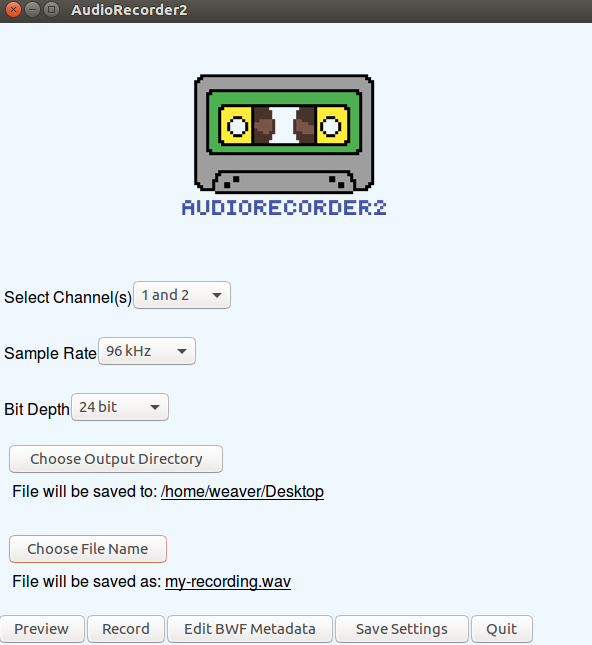 AudioRecorder2
AUDIORECORDER2
Select Channel(s) 1 and 2
Sample Rate 96 kHz
Bit Depth 24 bit
Choose Output Directory
File will be saved to: /home/weaver/Desktop
Choose File Name
File will be saved as: my-recording.wav
Preview Record Edit BWF Metadata Save Settings Quit